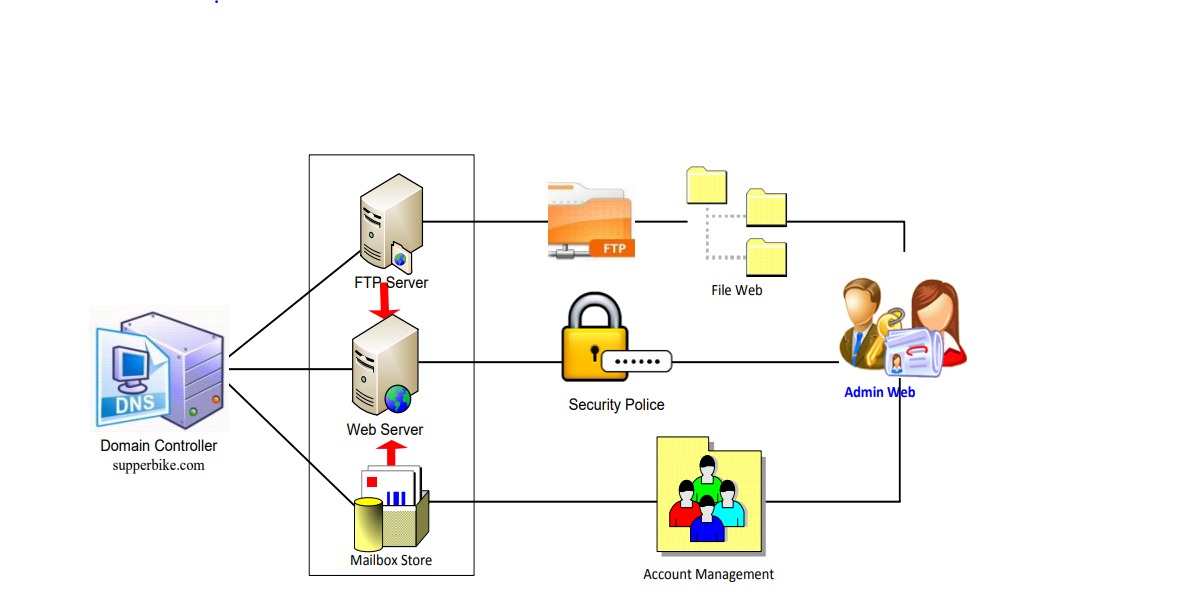 FTP Server
FTP
File Web
DNS
Domain Controller
supperbike.com
Web Server
Security Police
Admin Web
Mailbox Store
Account Management